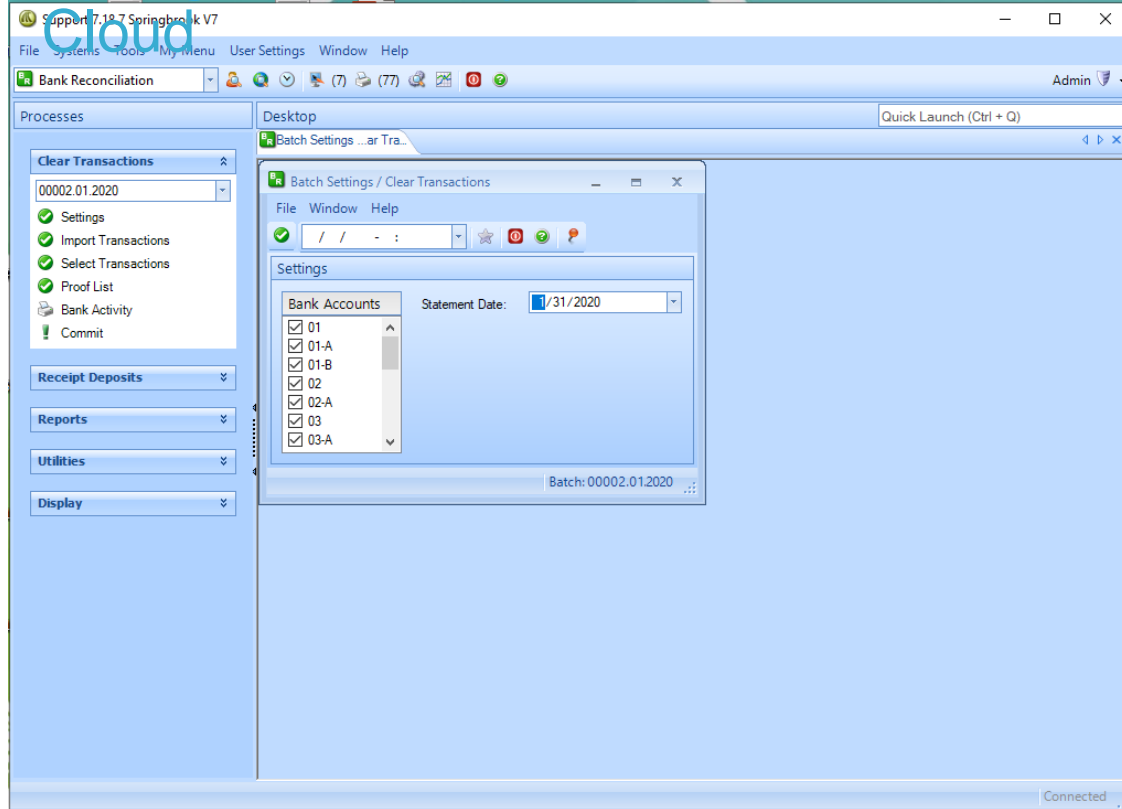 Support 7.18.7 Springbrook V7
Cloud
File Systems Tools My Menu User Settings Window Help
Bank Reconciliation (7) (77) Admin
Processes
Desktop
Quick Launch (Ctrl + Q)
Batch Settings ...ar Tra...
Clear Transactions
00002.01.2020
Settings
Import Transactions
Select Transactions
Proof List
Bank Activity
Commit
Receipt Deposits
Reports
Utilities
Display
Batch Settings / Clear Transactions
File Window Help
/ / - :
Settings
Bank Accounts
Statement Date: 1/31/2020
01
01-A
01-B
02
02-A
03
03-A
Batch: 00002.01.2020
Connected